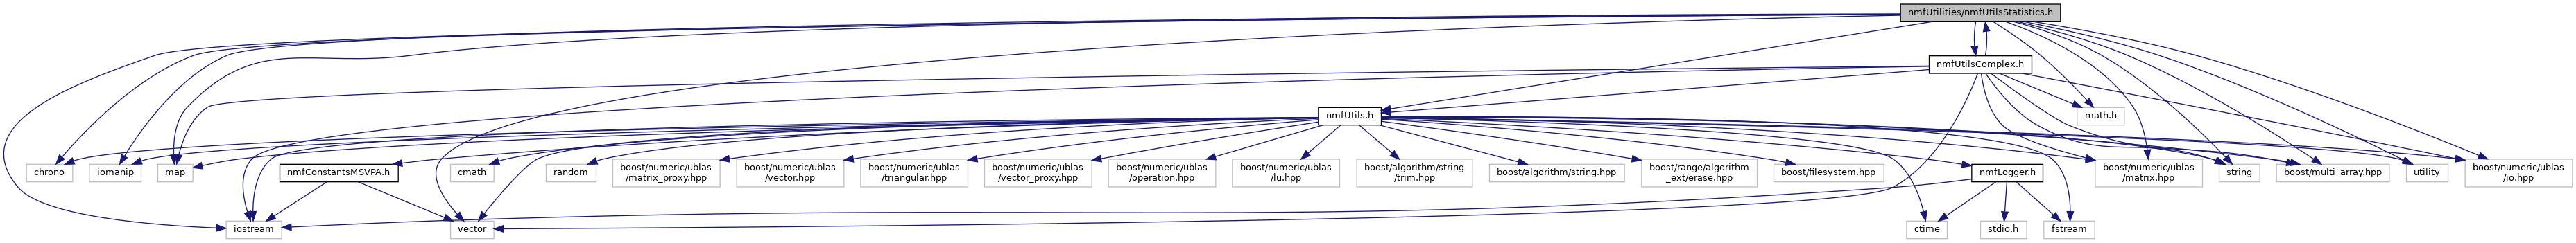 nmfUtilities/nmfUtilsStatistics.h
nmfUtilsComplex.h
nmfUtils.h
math.h
chrono
iomanip
map
nmfConstantsMSVPA.h
cmath
random
boost/numeric/ublas
/matrix_proxy.hpp
boost/numeric/ublas
/vector.hpp
boost/numeric/ublas
/triangular.hpp
boost/numeric/ublas
/vector_proxy.hpp
boost/numeric/ublas
/operation.hpp
boost/numeric/ublas
/lu.hpp
boost/algorithm/string
/trim.hpp
boost/algorithm/string.hpp
boost/range/algorithm
_ext/erase.hpp
boost/filesystem.hpp
nmfLogger.h
boost/numeric/ublas
/matrix.hpp
string
boost/multi_array.hpp
utility
boost/numeric/ublas
/io.hpp
iostream
vector
ctime
stdio.h
fstream